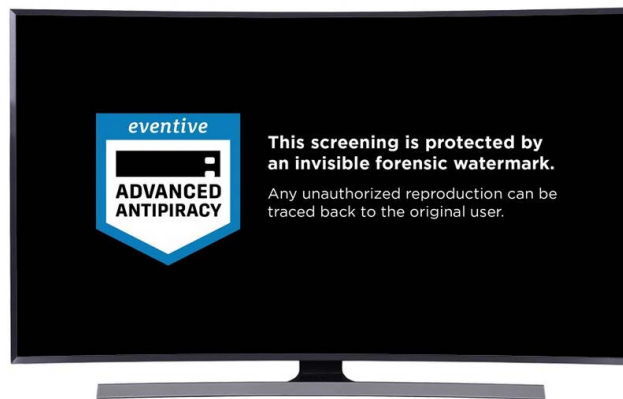 eventive
ADVANCED
ANTIPIRACY
This screening is protected by
an invisible forensic watermark.
Any unauthorized reproduction can be
traced back to the original user.